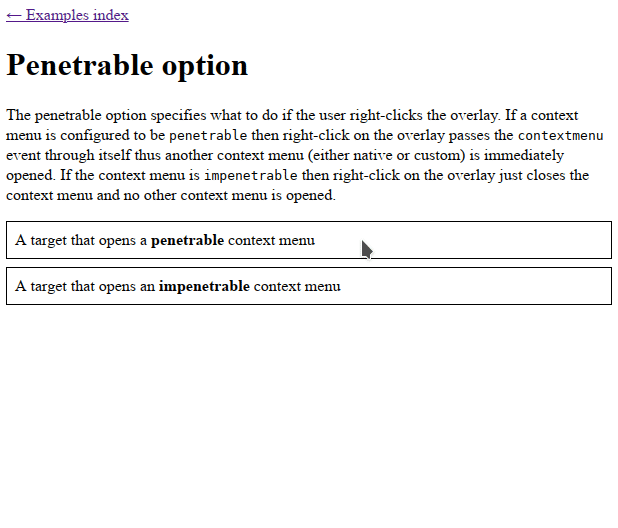 ← Examples index
Penetrable option
The penetrable option specifies what to do if the user right-clicks the overlay. If a context
menu is configured to be penetrable then right-click on the overlay passes the contextmenu
event through itself thus another context menu (either native or custom) is immediately
opened. If the context menu is impenetrable then right-click on the overlay just closes the
context menu and no other context menu is opened.
A target that opens a penetrable context menu
A target that opens an impenetrable context menu